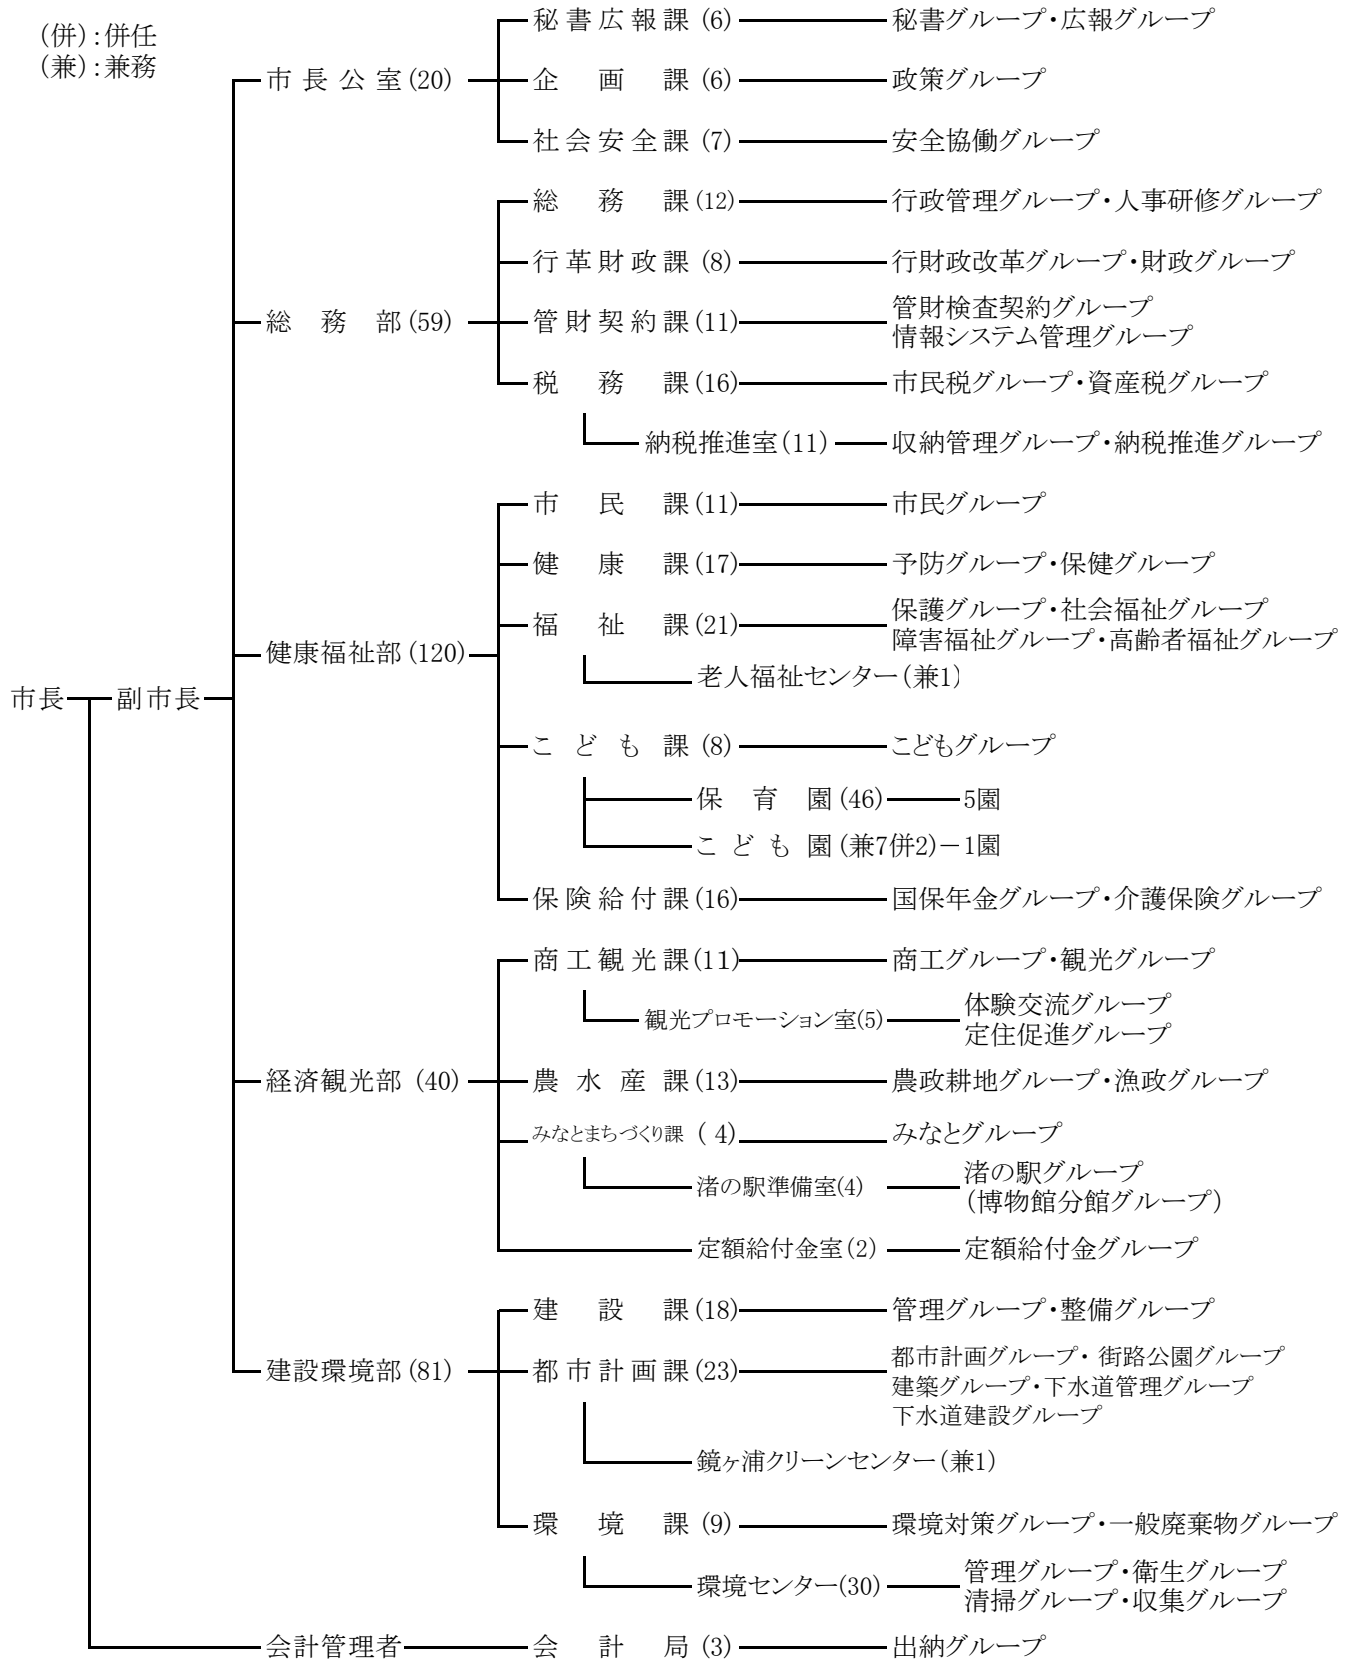 (併):併任
(兼):兼務
秘書広報課(6) 秘書グループ・広報グループ
市長公室(20) 企画課(6) 政策グループ
社会安全課(7) 安全協働グループ
総務課(12) 行政管理グループ・人事研修グループ
行革財政課(8) 行財政改革グループ・財政グループ
総務部(59) 管財契約課(11) 管財検査契約グループ
情報システム管理グループ
税務課(16) 市民税グループ・資産税グループ
納税推進室(11) 収納管理グループ・納税推進グループ
市民課(11) 市民グループ
健康課(17) 予防グループ・保健グループ
福祉課(21) 保護グループ・社会福祉グループ
障害福祉グループ・高齢者福祉グループ
健康福祉部(120)
老人福祉センター(兼1)
市長 副市長
こども課(8) こどもグループ
保育園(46) 5園
こども園(兼7併2)-1園
保険給付課(16) 国保年金グループ・介護保険グループ
商工観光課(11) 商工グループ・観光グループ
観光プロモーション室(5) 体験交流グループ
定住促進グループ
経済観光部(40) 農水産課(13) 農政耕地グループ・漁政グループ
みなとまちづくり課(4) みなとグループ
渚の駅準備室(4) 渚の駅グループ
(博物館分館グループ)
定額給付金室(2) 定額給付金グループ
建設課(18) 管理グループ・整備グループ
建設環境部(81) 都市計画課(23) 都市計画グループ・街路公園グループ
建築グループ・下水道管理グループ
下水道建設グループ
鏡ヶ浦クリーンセンター(兼1)
環境課(9) 環境対策グループ・一般廃棄物グループ
環境センター(30) 管理グループ・衛生グループ
清掃グループ・収集グループ
会計管理者 会計局(3) 出納グループ